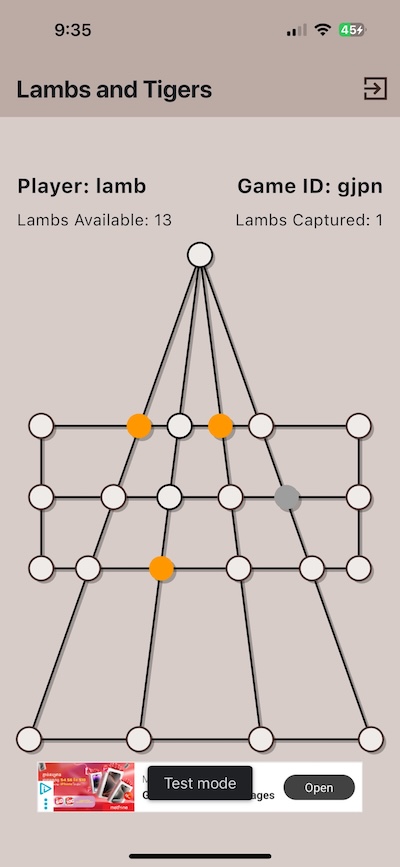 9:35
45
Lambs and Tigers
Player: lamb
Game ID: gjpn
Lambs Available: 13
Lambs Captured: 1
Test mode
ages
Open